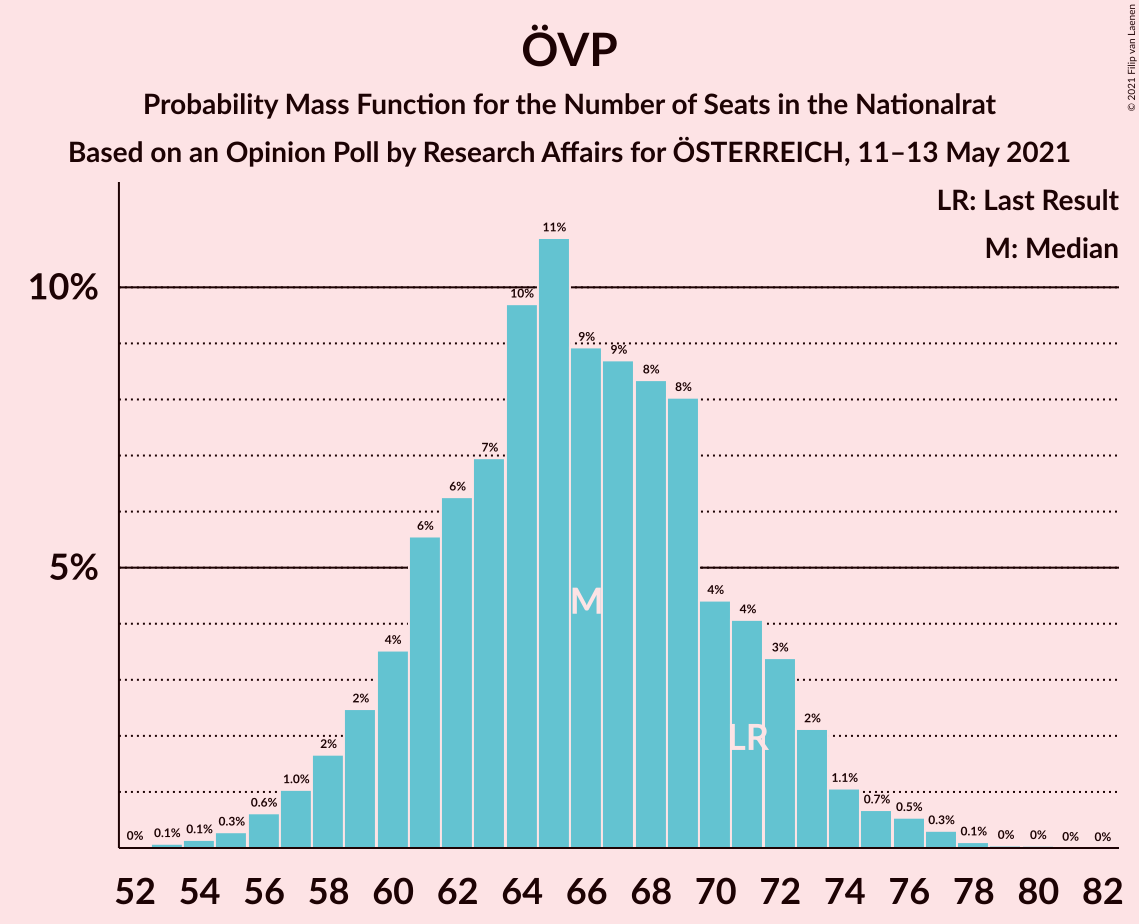 ÖVP
Probability Mass Function for the Number of Seats in the Nationalrat
Based on an Opinion Poll by Research Affairs for ÖSTERREICH, 11–13 May 2021
© 2021 Filip van Laenen
LR: Last Result
M: Median
10%
5%
0% 0.1% 0.1% 0.3% 0.6% 1.0% 2% 2% 4% 6% 6% 7% 10% 11% 9% 9% 8% 8% 4% 4% 3% 2% 1.1% 0.7% 0.5% 0.3% 0.1% 0% 0% 0% 0%
M
LR
52 54 56 58 60 62 64 66 68 70 72 74 76 78 80 82